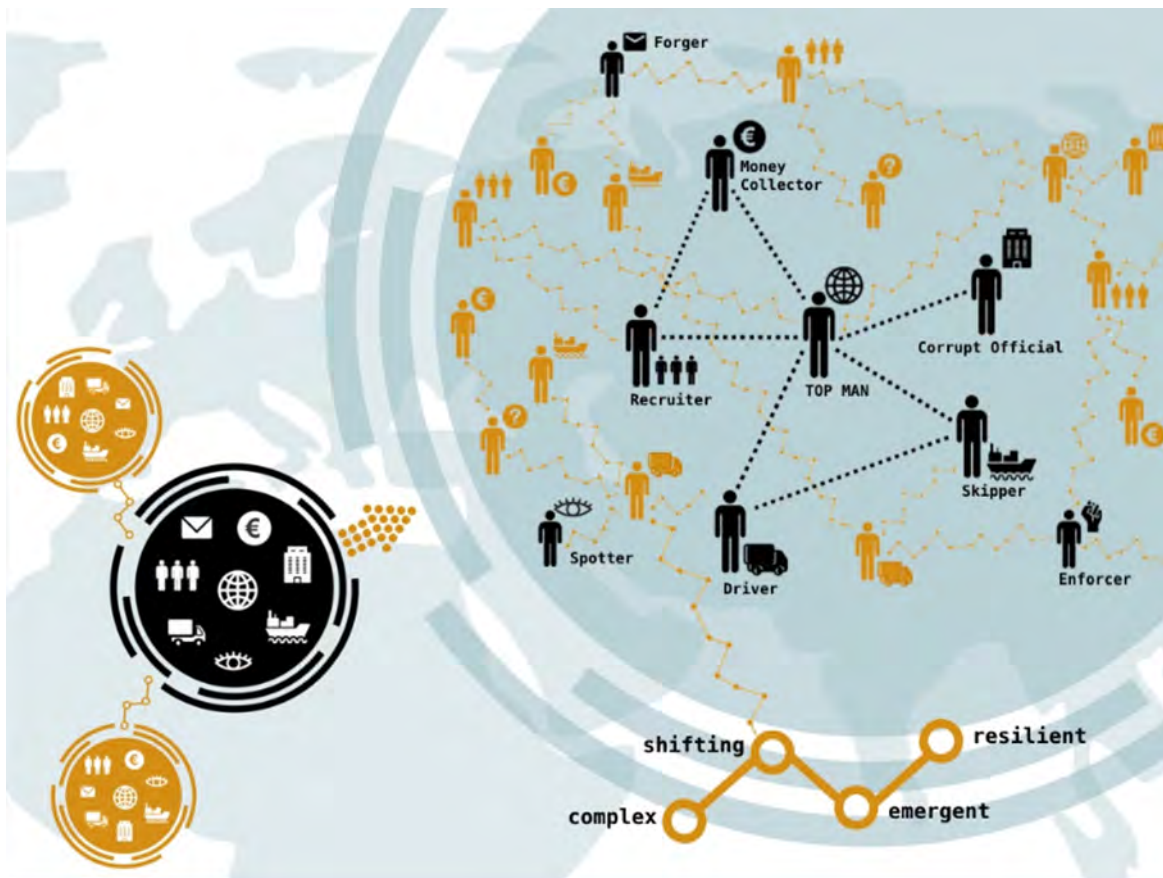 Forger
Money
Collector
Corrupt Official
Recruiter
TOP MAN
Skipper
Spotter
Driver
Enforcer
shifting
resilient
complex
emergent